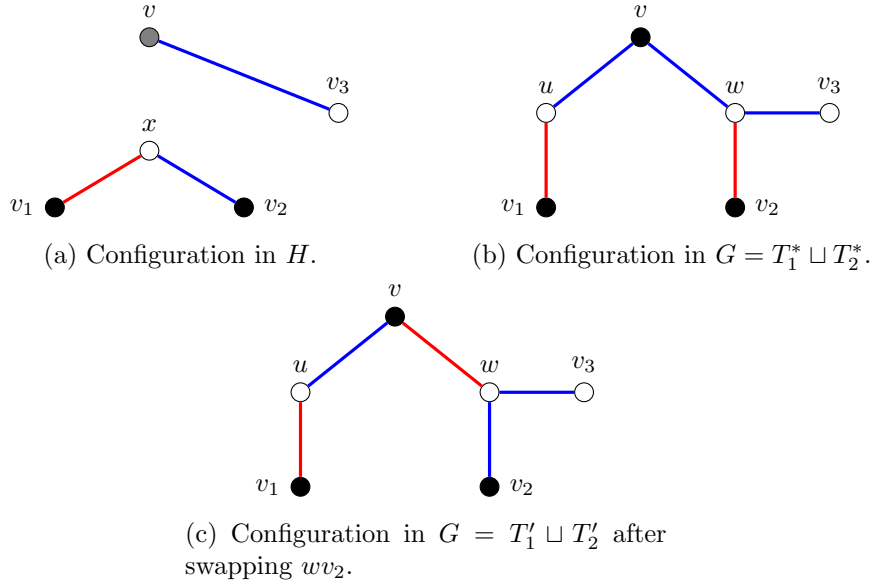 v
v₃
x
v₁
v₂
(a) Configuration in H.
v
u
w
v₃
v₁
v₂
(b) Configuration in G = T₁* ⊔ T₂*.
v
u
w
v₃
v₁
v₂
(c) Configuration in G = T₁′ ⊔ T₂′ after
swapping wv₂.